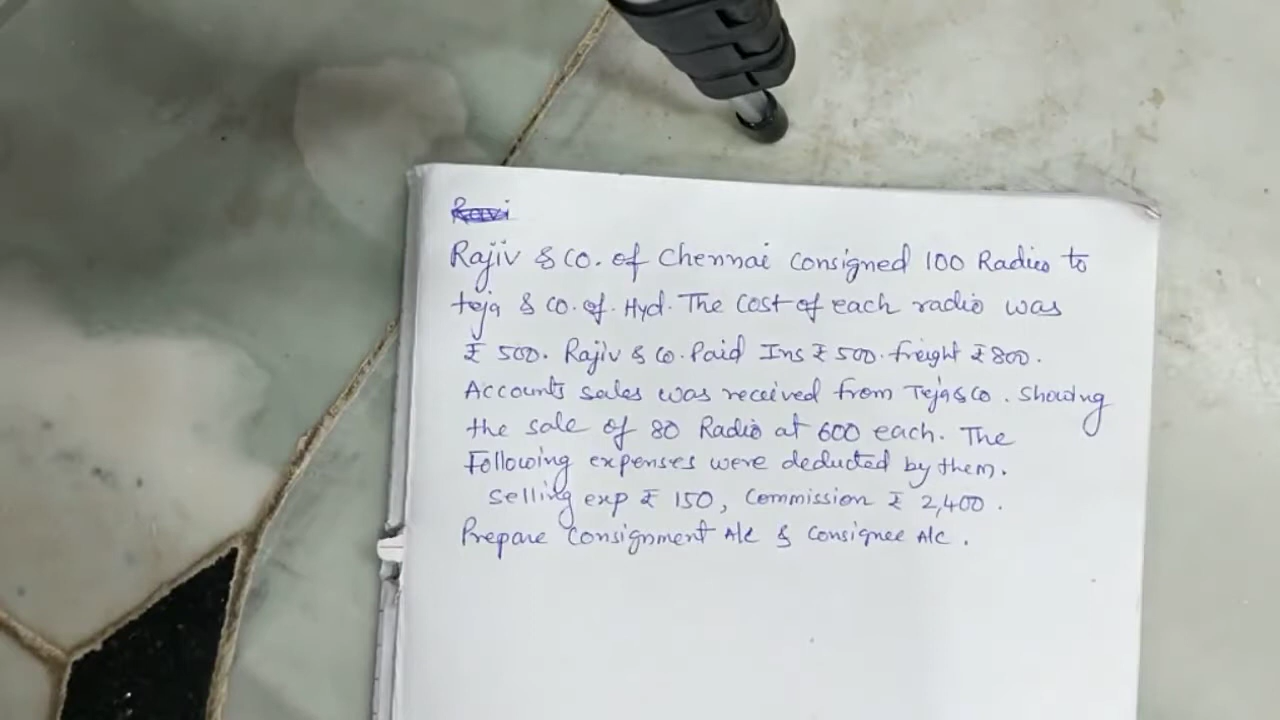 Ravi
Rajiv & Co. of Chennai consigned 100 Radios to
teja & co. of. Hyd. The Cost of each radio was
₹ 500. Rajiv & Co. Paid Ins ₹ 500. freight ₹ 800.
Accounts sales was received from Teja & Co. Showing
the sale of 80 Radio at 600 each. The
Following expenses were deducted by them.
Selling exp ₹ 150, Commission ₹ 2,400.
Prepare Consignment A/c & Consignee A/c.